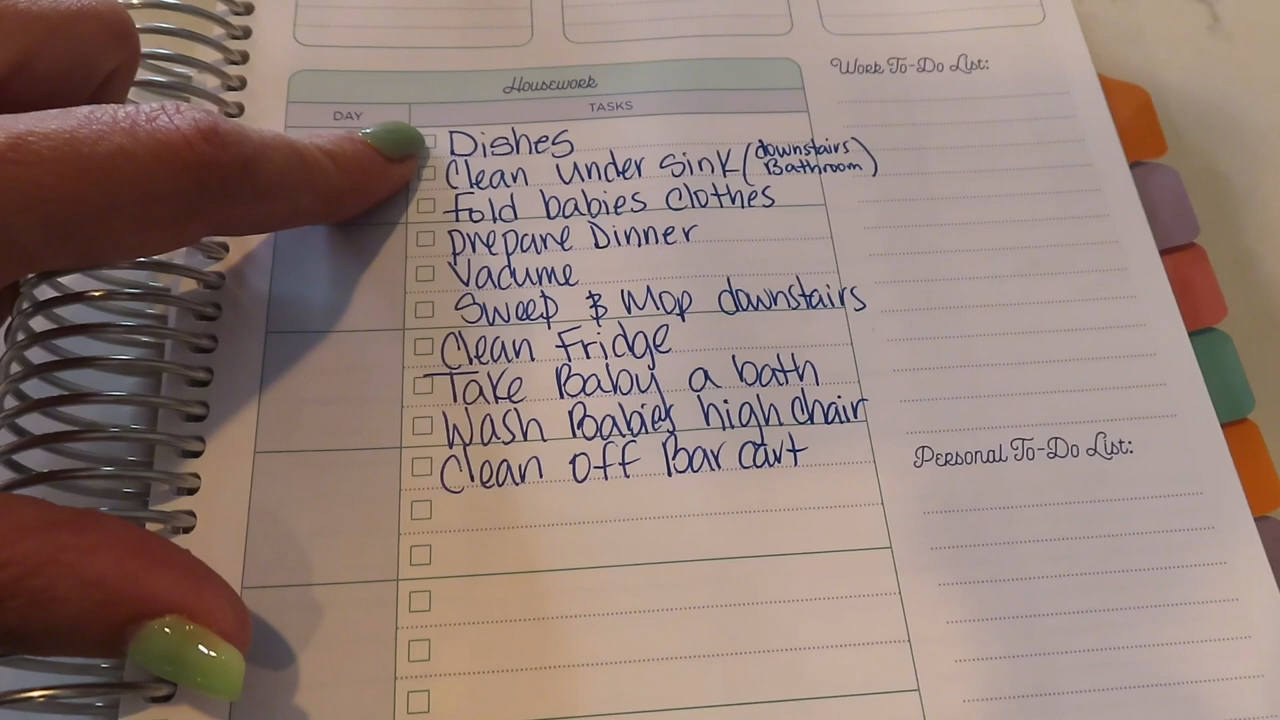 Housework
DAY TASKS
Dishes
Clean under sink (downstairs Bathroom)
fold babies clothes
prepare Dinner
Vacume
Sweep & Mop downstairs
Clean Fridge
Take Baby a bath
Wash Babies high chair
Clean off Bar cart
Work To-Do List:
Personal To-Do List: